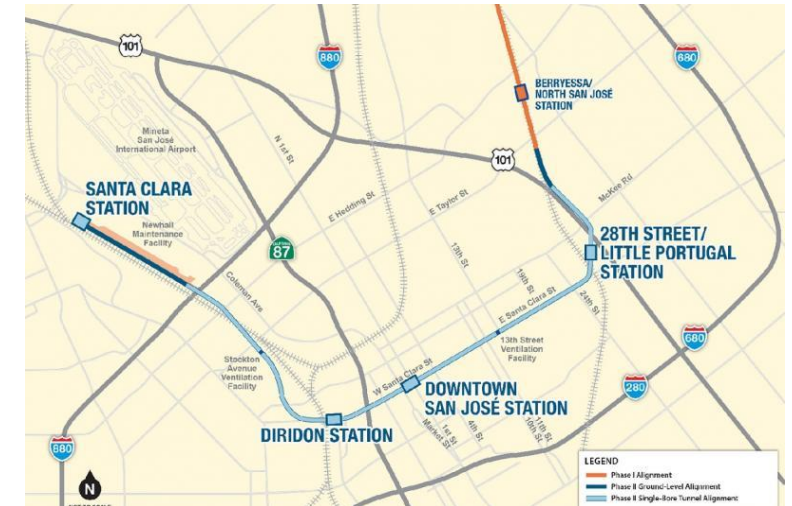 101
880
680
BERRYESSA/
NORTH SAN JOSÉ
STATION
Mineta
San José
International Airport
N 1st St
101
McKee Rd
SANTA CLARA
STATION
E Hedding St
E Taylor St
Newhall
Maintenance
Facility
87
28TH STREET/
LITTLE PORTUGAL
STATION
13th St
19th St
24th St
Coleman Ave
E Santa Clara St
680
13th Street
Ventilation
Facility
Stockton
Avenue
Ventilation
Facility
W Santa Clara St
280
DOWNTOWN
SAN JOSÉ STATION
DIRIDON STATION
Market St
1st St
4th St
10th St
11th St
880
N
LEGEND
Phase I Alignment
Phase II Ground-Level Alignment
Phase II Single-Bore Tunnel Alignment